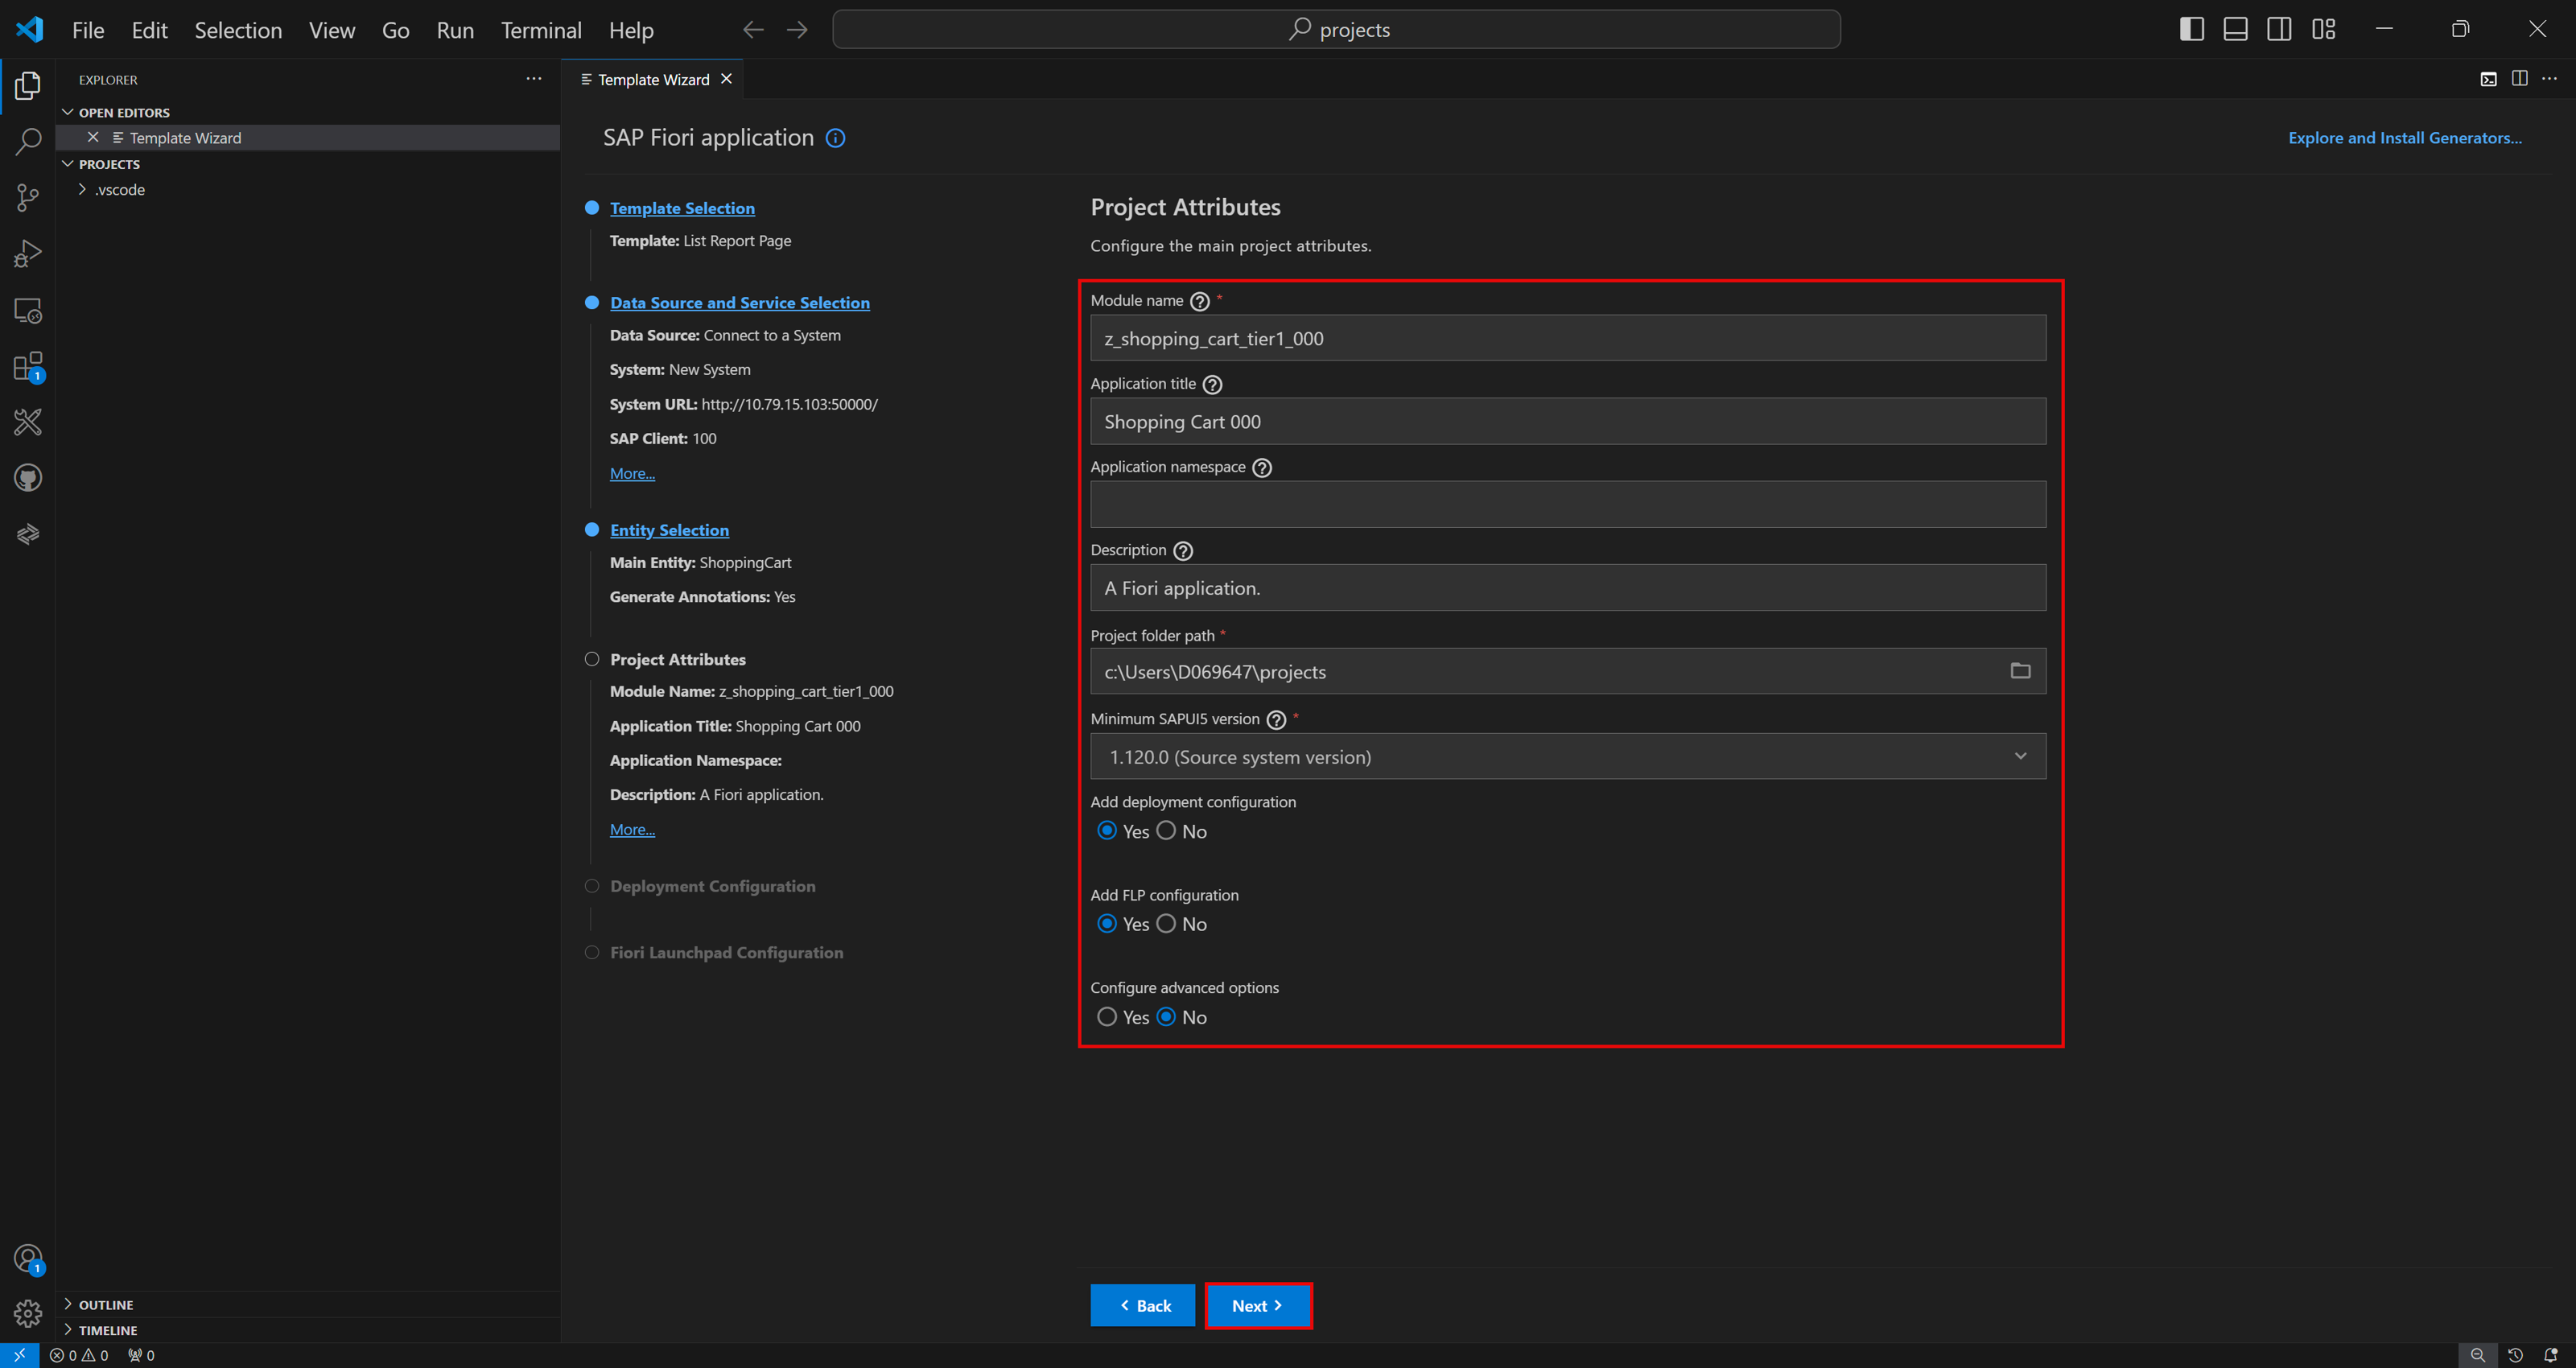 File Edit Selection View Go Run Terminal Help
projects
EXPLORER
OPEN EDITORS
Template Wizard
PROJECTS
.vscode
OUTLINE
TIMELINE
1
1
Template Wizard
SAP Fiori application
Explore and Install Generators...
Template Selection
Template: List Report Page
Data Source and Service Selection
Data Source: Connect to a System
System: New System
System URL: http://10.79.15.103:50000/
SAP Client: 100
More...
Entity Selection
Main Entity: ShoppingCart
Generate Annotations: Yes
Project Attributes
Module Name: z_shopping_cart_tier1_000
Application Title: Shopping Cart 000
Application Namespace:
Description: A Fiori application.
More...
Deployment Configuration
Fiori Launchpad Configuration
Project Attributes
Configure the main project attributes.
Module name ? *
z_shopping_cart_tier1_000
Application title ?
Shopping Cart 000
Application namespace ?
Description ?
A Fiori application.
Project folder path *
c:\Users\D069647\projects
Minimum SAPUI5 version ? *
1.120.0 (Source system version)
Add deployment configuration
Yes No
Add FLP configuration
Yes No
Configure advanced options
Yes No
Back Next
0 0 0